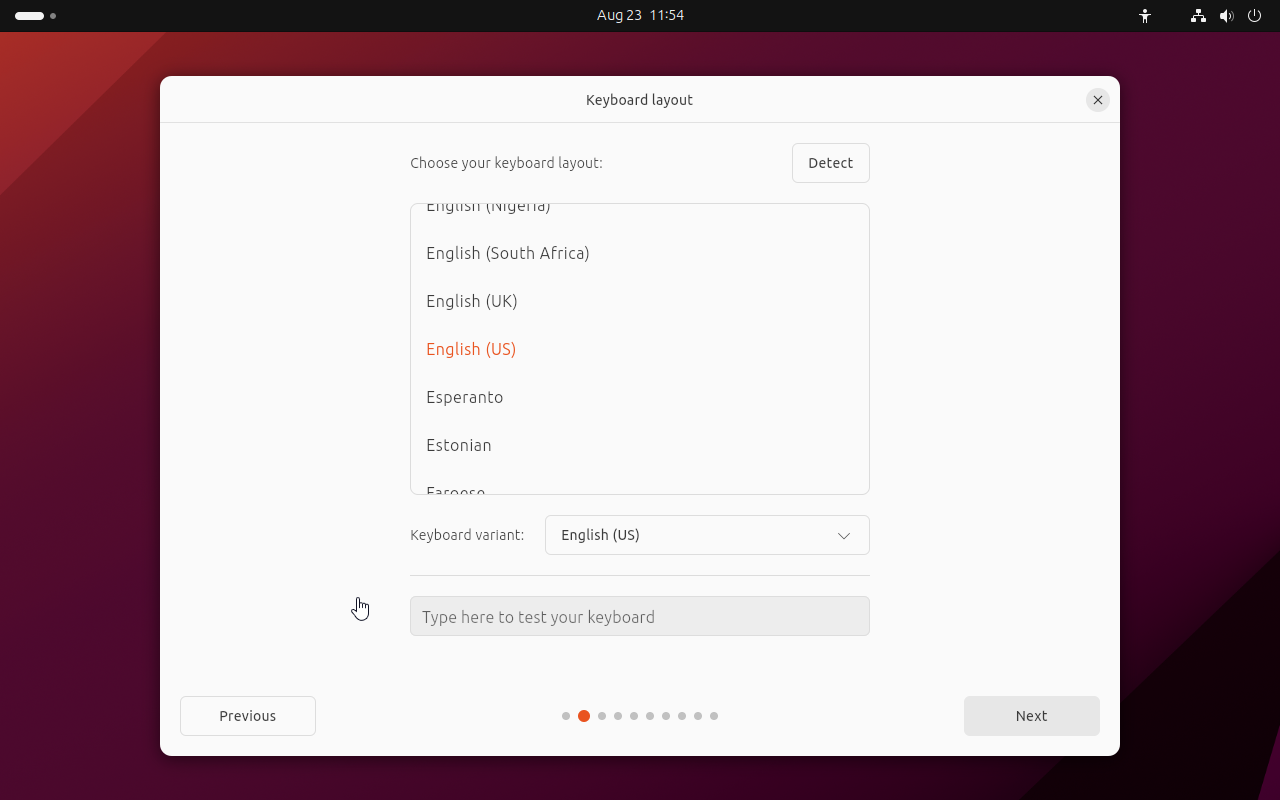 Aug 23 11:54
Keyboard layout
Choose your keyboard layout:
Detect
English (Nigeria)
English (South Africa)
English (UK)
English (US)
Esperanto
Estonian
Faroese
Keyboard variant:
English (US)
Type here to test your keyboard
Previous
Next